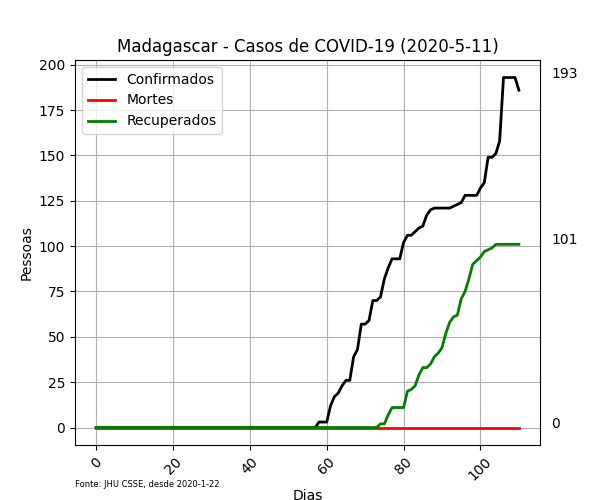 Madagascar - Casos de COVID-19 (2020-5-11)
Confirmados
Mortes
Recuperados
200
175
150
125
100
75
50
25
0
Pessoas
193
101
0
0
20
40
60
80
100
Fonte: JHU CSSE, desde 2020-1-22
Dias